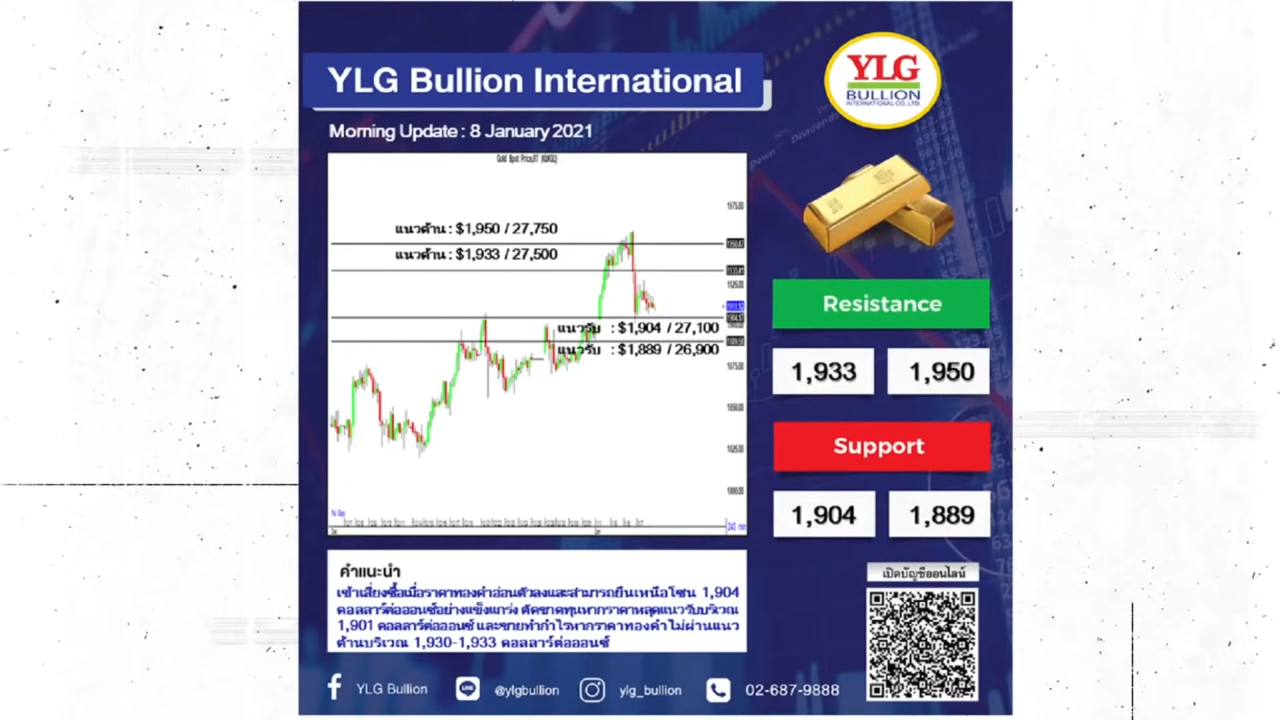 YLG Bullion International
YLG
BULLION
INTERNATIONAL CO.,LTD.
Morning Update : 8 January 2021
แนวต้าน : $1,950 / 27,750
แนวต้าน : $1,933 / 27,500
แนวรับ : $1,904 / 27,100
แนวรับ : $1,889 / 26,900
1975.00
1925.00
Resistance
1,933 1,950
Support
1,904 1,889
คำแนะนำ
เข้าเสี่ยงซื้อเมื่อราคาทองคำอ่อนตัวลงและสามารถยืนเหนือโซน 1,904
ดอลลาร์ต่อออนซ์อย่างแข็งแกร่ง ตัดขาดทุนหากราคาหลุดแนวรับบริเวณ
1,901 ดอลลาร์ต่อออนซ์ และขายทำกำไรหากราคาทองคำไม่ผ่านแนว
ต้านบริเวณ 1,930-1,933 ดอลลาร์ต่อออนซ์
เปิดบัญชีออนไลน์
YLG Bullion @ylgbullion ylg_bullion 02-687-9888